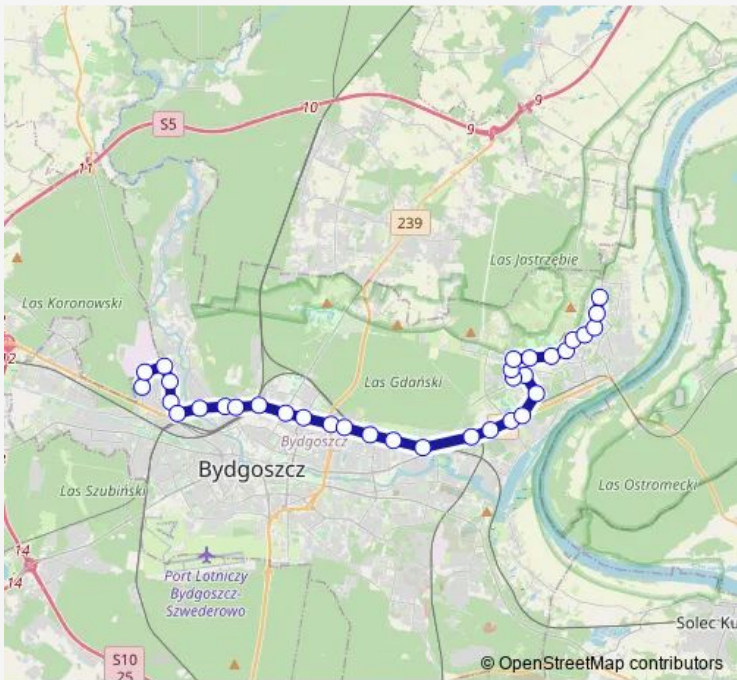 10
9
9
S5
11
239
Las Jastrzębie
Las Koronowski
Las Gdański
Bydgoszcz
Bydgoszcz
Las Szubiński
Las Ostromecki
14
14
Port Lotniczy
Bydgoszcz-
Szwederowo
Solec Ku
S10
25
© OpenStreetMap contributors